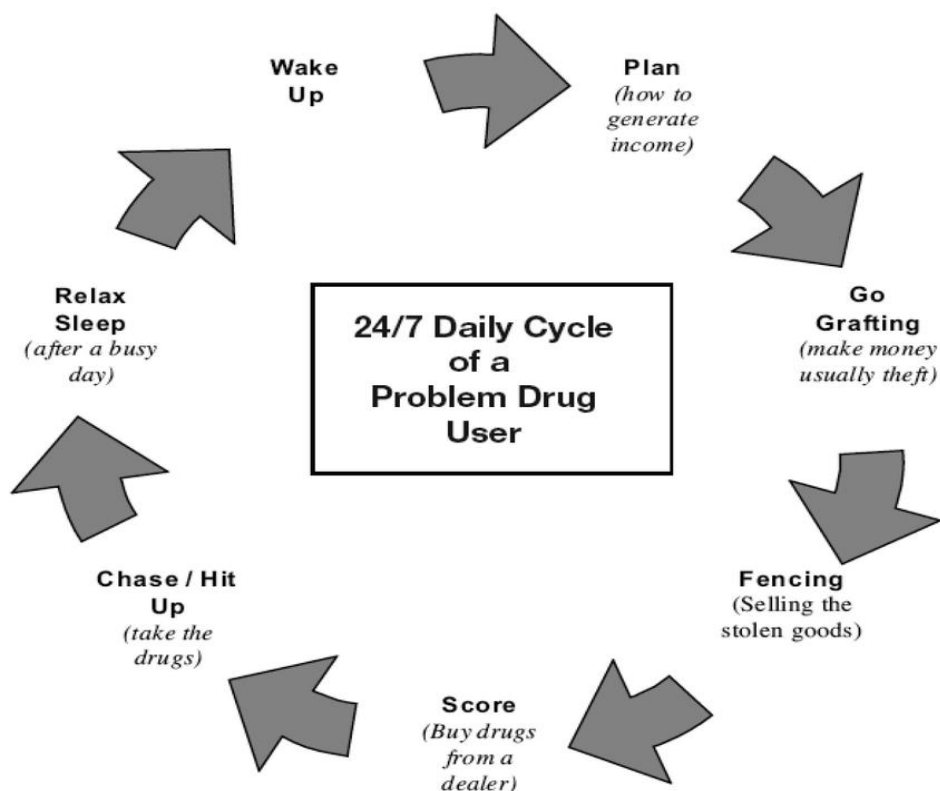 Wake
Up
Plan
(how to
generate
income)
Go
Grafting
(make money
usually theft)
Fencing
(Selling the
stolen goods)
Score
(Buy drugs
from a
dealer)
Chase / Hit
Up
(take the
drugs)
Relax
Sleep
(after a busy
day)
24/7 Daily Cycle
of a
Problem Drug
User